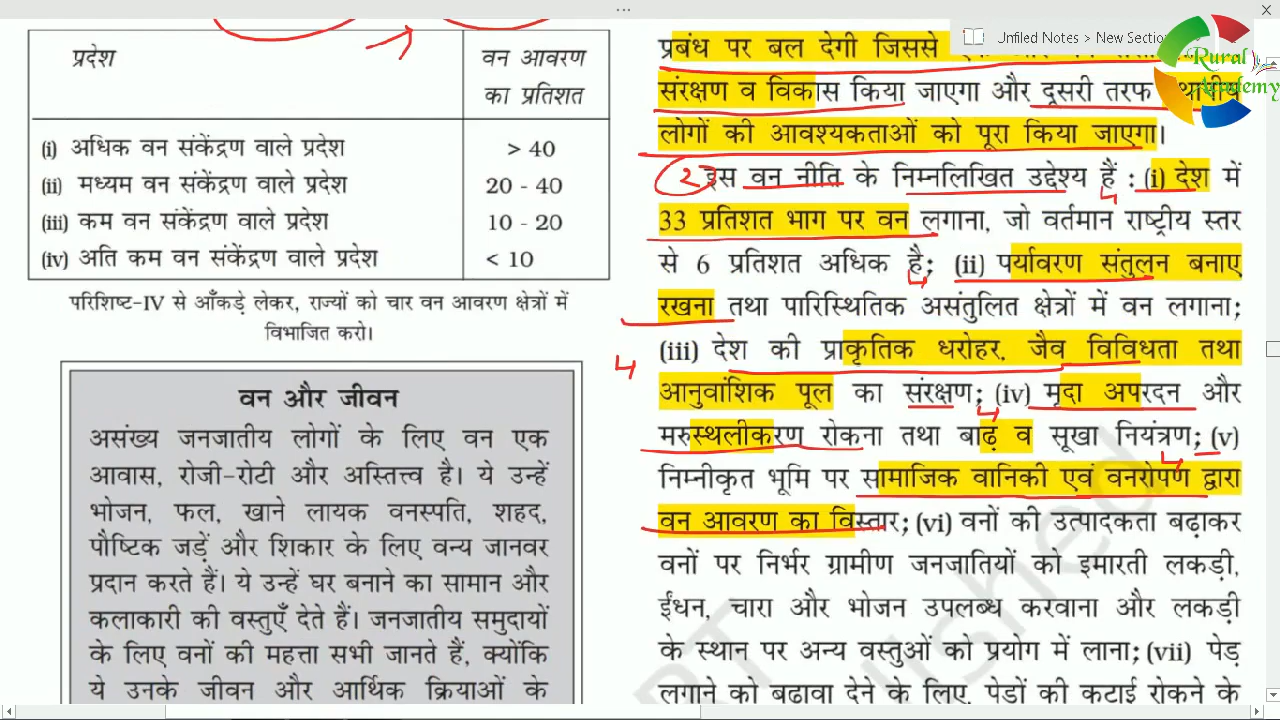 Unfiled Notes > New Section
Rural
Academy
प्रदेश वन आवरण
का प्रतिशत
(i) अधिक वन संकेंद्रण वाले प्रदेश > 40
(ii) मध्यम वन संकेंद्रण वाले प्रदेश 20 - 40
(iii) कम वन संकेंद्रण वाले प्रदेश 10 - 20
(iv) अति कम वन संकेंद्रण वाले प्रदेश < 10
परिशिष्ट-IV से आँकड़े लेकर, राज्यों को चार वन आवरण क्षेत्रों में
विभाजित करो।
वन और जीवन
असंख्य जनजातीय लोगों के लिए वन एक
आवास, रोजी-रोटी और अस्तित्त्व है। ये उन्हें
भोजन, फल, खाने लायक वनस्पति, शहद,
पौष्टिक जड़ें और शिकार के लिए वन्य जानवर
प्रदान करते हैं। ये उन्हें घर बनाने का सामान और
कलाकारी की वस्तुएँ देते हैं। जनजातीय समुदायों
के लिए वनों की महत्ता सभी जानते हैं, क्योंकि
ये उनके जीवन और आर्थिक क्रियाओं के
प्रबंध पर बल देगी जिससे
संरक्षण व विकास किया जाएगा और दूसरी तरफ
लोगों की आवश्यकताओं को पूरा किया जाएगा।
2 इस वन नीति के निम्नलिखित उद्देश्य हैं : (i) देश में
33 प्रतिशत भाग पर वन लगाना, जो वर्तमान राष्ट्रीय स्तर
से 6 प्रतिशत अधिक है; (ii) पर्यावरण संतुलन बनाए
रखना तथा पारिस्थितिक असंतुलित क्षेत्रों में वन लगाना;
(iii) देश की प्राकृतिक धरोहर, जैव विविधता तथा
आनुवांशिक पूल का संरक्षण; (iv) मृदा अपरदन और
मरुस्थलीकरण रोकना तथा बाढ़ व सूखा नियंत्रण; (v)
निम्नीकृत भूमि पर सामाजिक वानिकी एवं वनरोपण द्वारा
वन आवरण का विस्तार; (vi) वनों की उत्पादकता बढ़ाकर
वनों पर निर्भर ग्रामीण जनजातियों को इमारती लकड़ी,
ईंधन, चारा और भोजन उपलब्ध करवाना और लकड़ी
के स्थान पर अन्य वस्तुओं को प्रयोग में लाना; (vii) पेड़
लगाने को बढ़ावा देने के लिए, पेड़ों की कटाई रोकने के